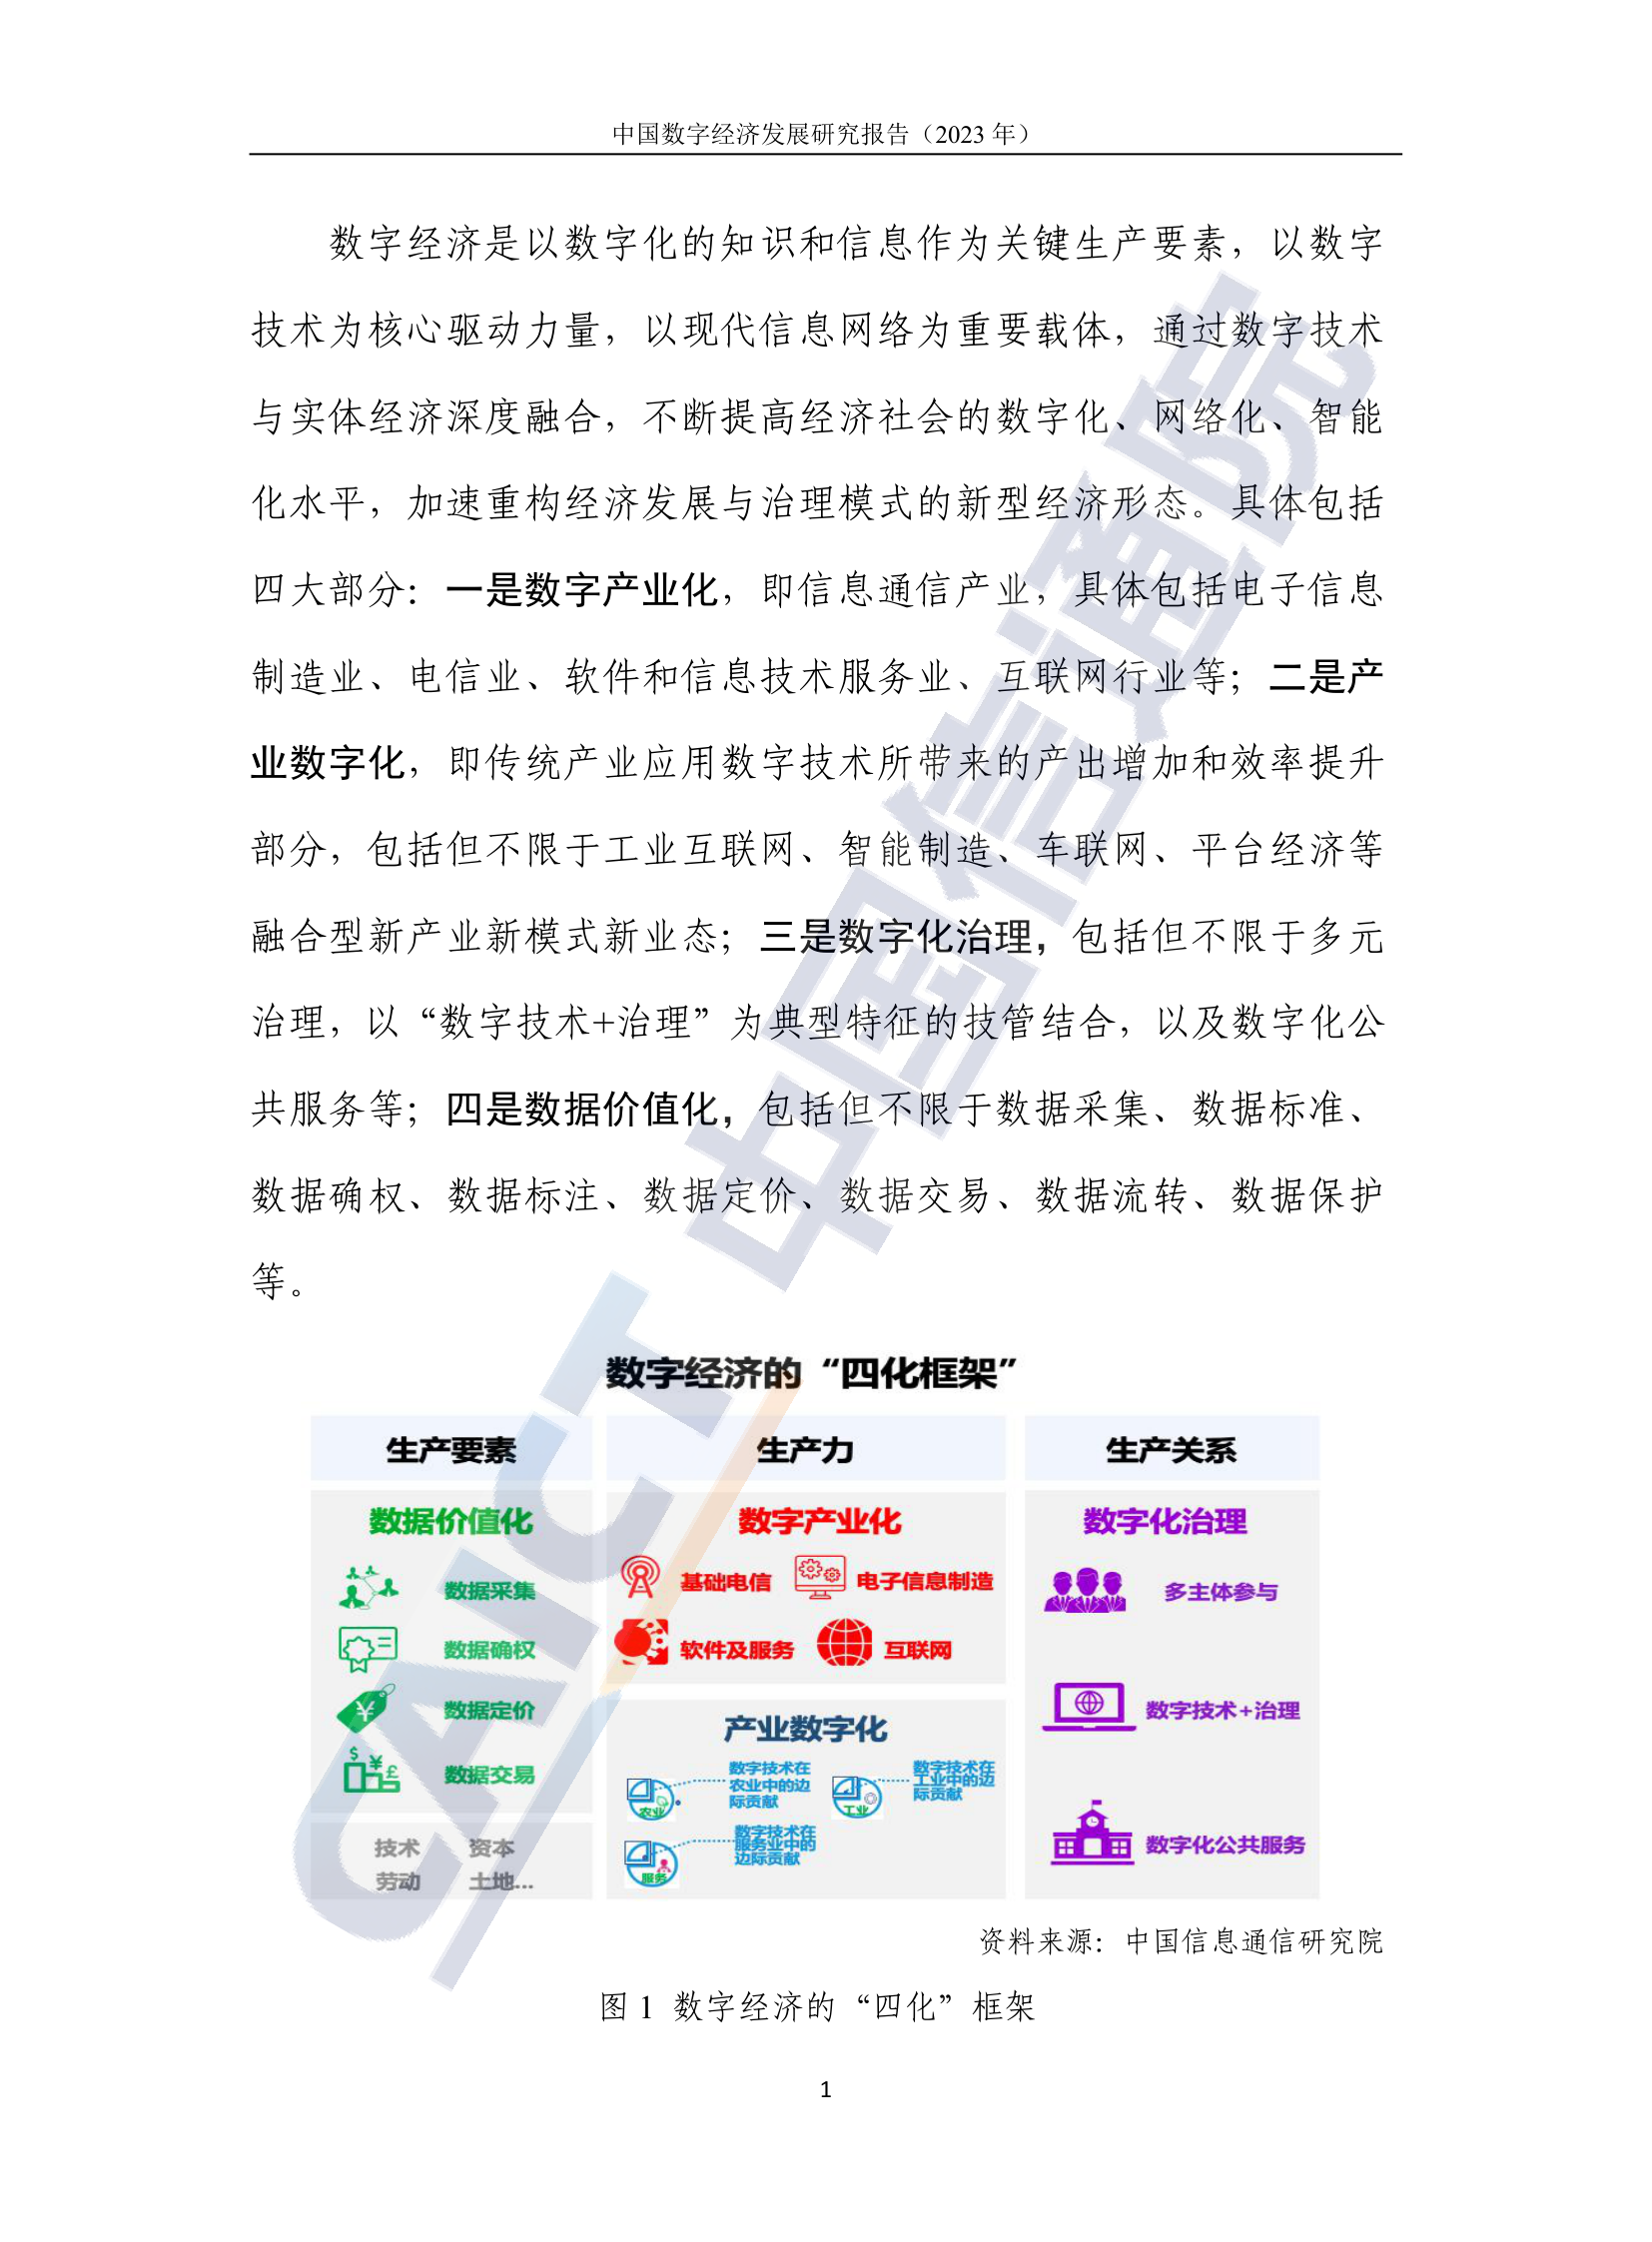 中国数字经济发展研究报告（2023 年）
数字经济是以数字化的知识和信息作为关键生产要素，以数字
技术为核心驱动力量，以现代信息网络为重要载体，通过数字技术
与实体经济深度融合，不断提高经济社会的数字化、网络化、智能
化水平，加速重构经济发展与治理模式的新型经济形态。具体包括
四大部分：一是数字产业化，即信息通信产业，具体包括电子信息
制造业、电信业、软件和信息技术服务业、互联网行业等；二是产
业数字化，即传统产业应用数字技术所带来的产出增加和效率提升
部分，包括但不限于工业互联网、智能制造、车联网、平台经济等
融合型新产业新模式新业态；三是数字化治理，包括但不限于多元
治理，以“数字技术+治理”为典型特征的技管结合，以及数字化公
共服务等；四是数据价值化，包括但不限于数据采集、数据标准、
数据确权、数据标注、数据定价、数据交易、数据流转、数据保护
等。
CAICT 中国信通院
数字经济的“四化框架”
生产要素
数据价值化
数据采集
数据确权
¥
数据定价
$ ¥ £
数据交易
技术 资本
劳动 土地...
生产力
数字产业化
基础电信 电子信息制造
软件及服务 互联网
产业数字化
农业
数字技术在
农业中的边
际贡献
工业
数字技术在
工业中的边
际贡献
服务
数字技术在
服务业中的
边际贡献
生产关系
数字化治理
多主体参与
数字技术+治理
数字化公共服务
资料来源：中国信息通信研究院
图 1 数字经济的“四化”框架
1